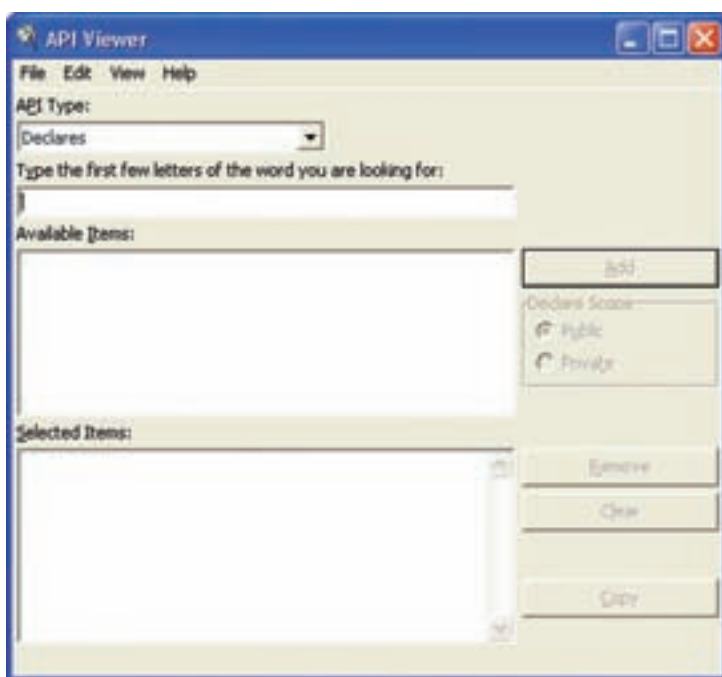 API Viewer
File Edit View Help
API Type:
Declares
Type the first few letters of the word you are looking for:
Available Items:
Add
Declare Scope
Public
Private
Selected Items:
Remove
Clear
Copy